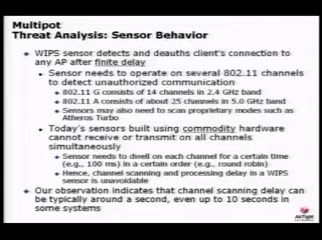 Multipot
Threat Analysis: Sensor Behavior
WIPS sensor detects and deauths client's connection to
any AP after finite delay
Sensor needs to operate on several 802.11 channels
to detect unauthorized communication
802.11 G consists of 14 channels in 2.4 GHz band
802.11 A consists of about 25 channels in 5.0 GHz band
Sensors may also need to scan proprietary modes such as
Atheros Turbo
Today's sensors built using commodity hardware
cannot receive or transmit on all channels
simultaneously
Sensor needs to dwell on each channel for a certain time
(e.g., 100 ms) in a certain order (e.g., round robin)
Hence, channel scanning and processing delay in a WIPS
sensor is unavoidable
Our observation indicates that channel scanning delay can
be typically around a second, even up to 10 seconds in
some systems
AirTight